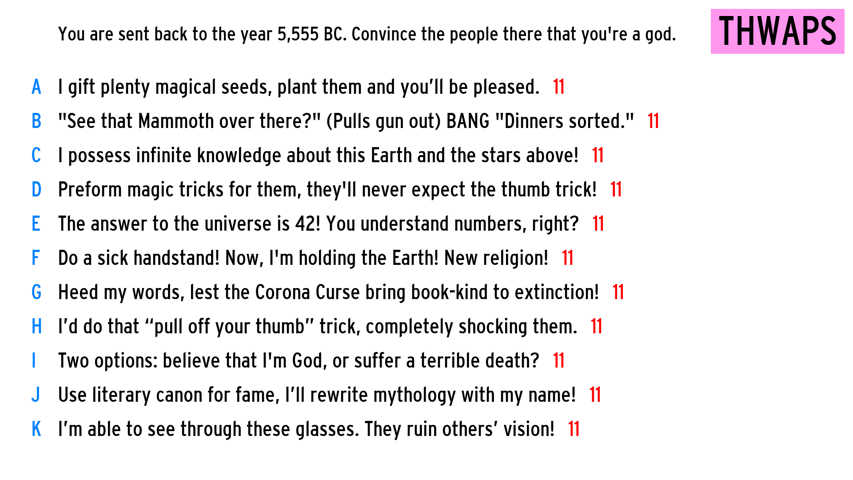 You are sent back to the year 5,555 BC. Convince the people there that you're a god.
THWAPS
A I gift plenty magical seeds, plant them and you’ll be pleased. 11
B "See that Mammoth over there?" (Pulls gun out) BANG "Dinners sorted." 11
C I possess infinite knowledge about this Earth and the stars above! 11
D Preform magic tricks for them, they'll never expect the thumb trick! 11
E The answer to the universe is 42! You understand numbers, right? 11
F Do a sick handstand! Now, I'm holding the Earth! New religion! 11
G Heed my words, lest the Corona Curse bring book-kind to extinction! 11
H I’d do that “pull off your thumb” trick, completely shocking them. 11
I Two options: believe that I'm God, or suffer a terrible death? 11
J Use literary canon for fame, I’ll rewrite mythology with my name! 11
K I’m able to see through these glasses. They ruin others’ vision! 11